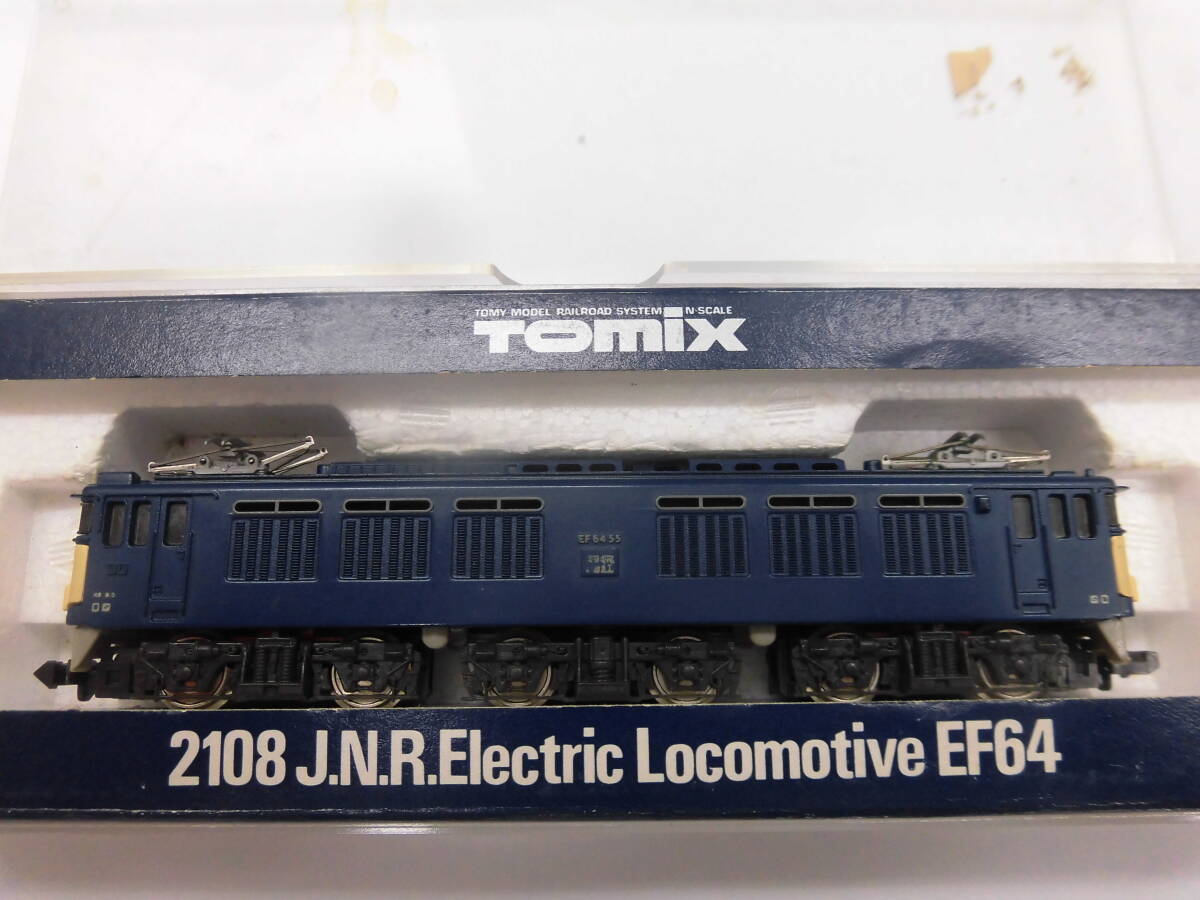 TOMY MODEL RAILROAD SYSTEM N-SCALE
TOMIX
EF64 55
2108 J.N.R.Electric Locomotive EF64